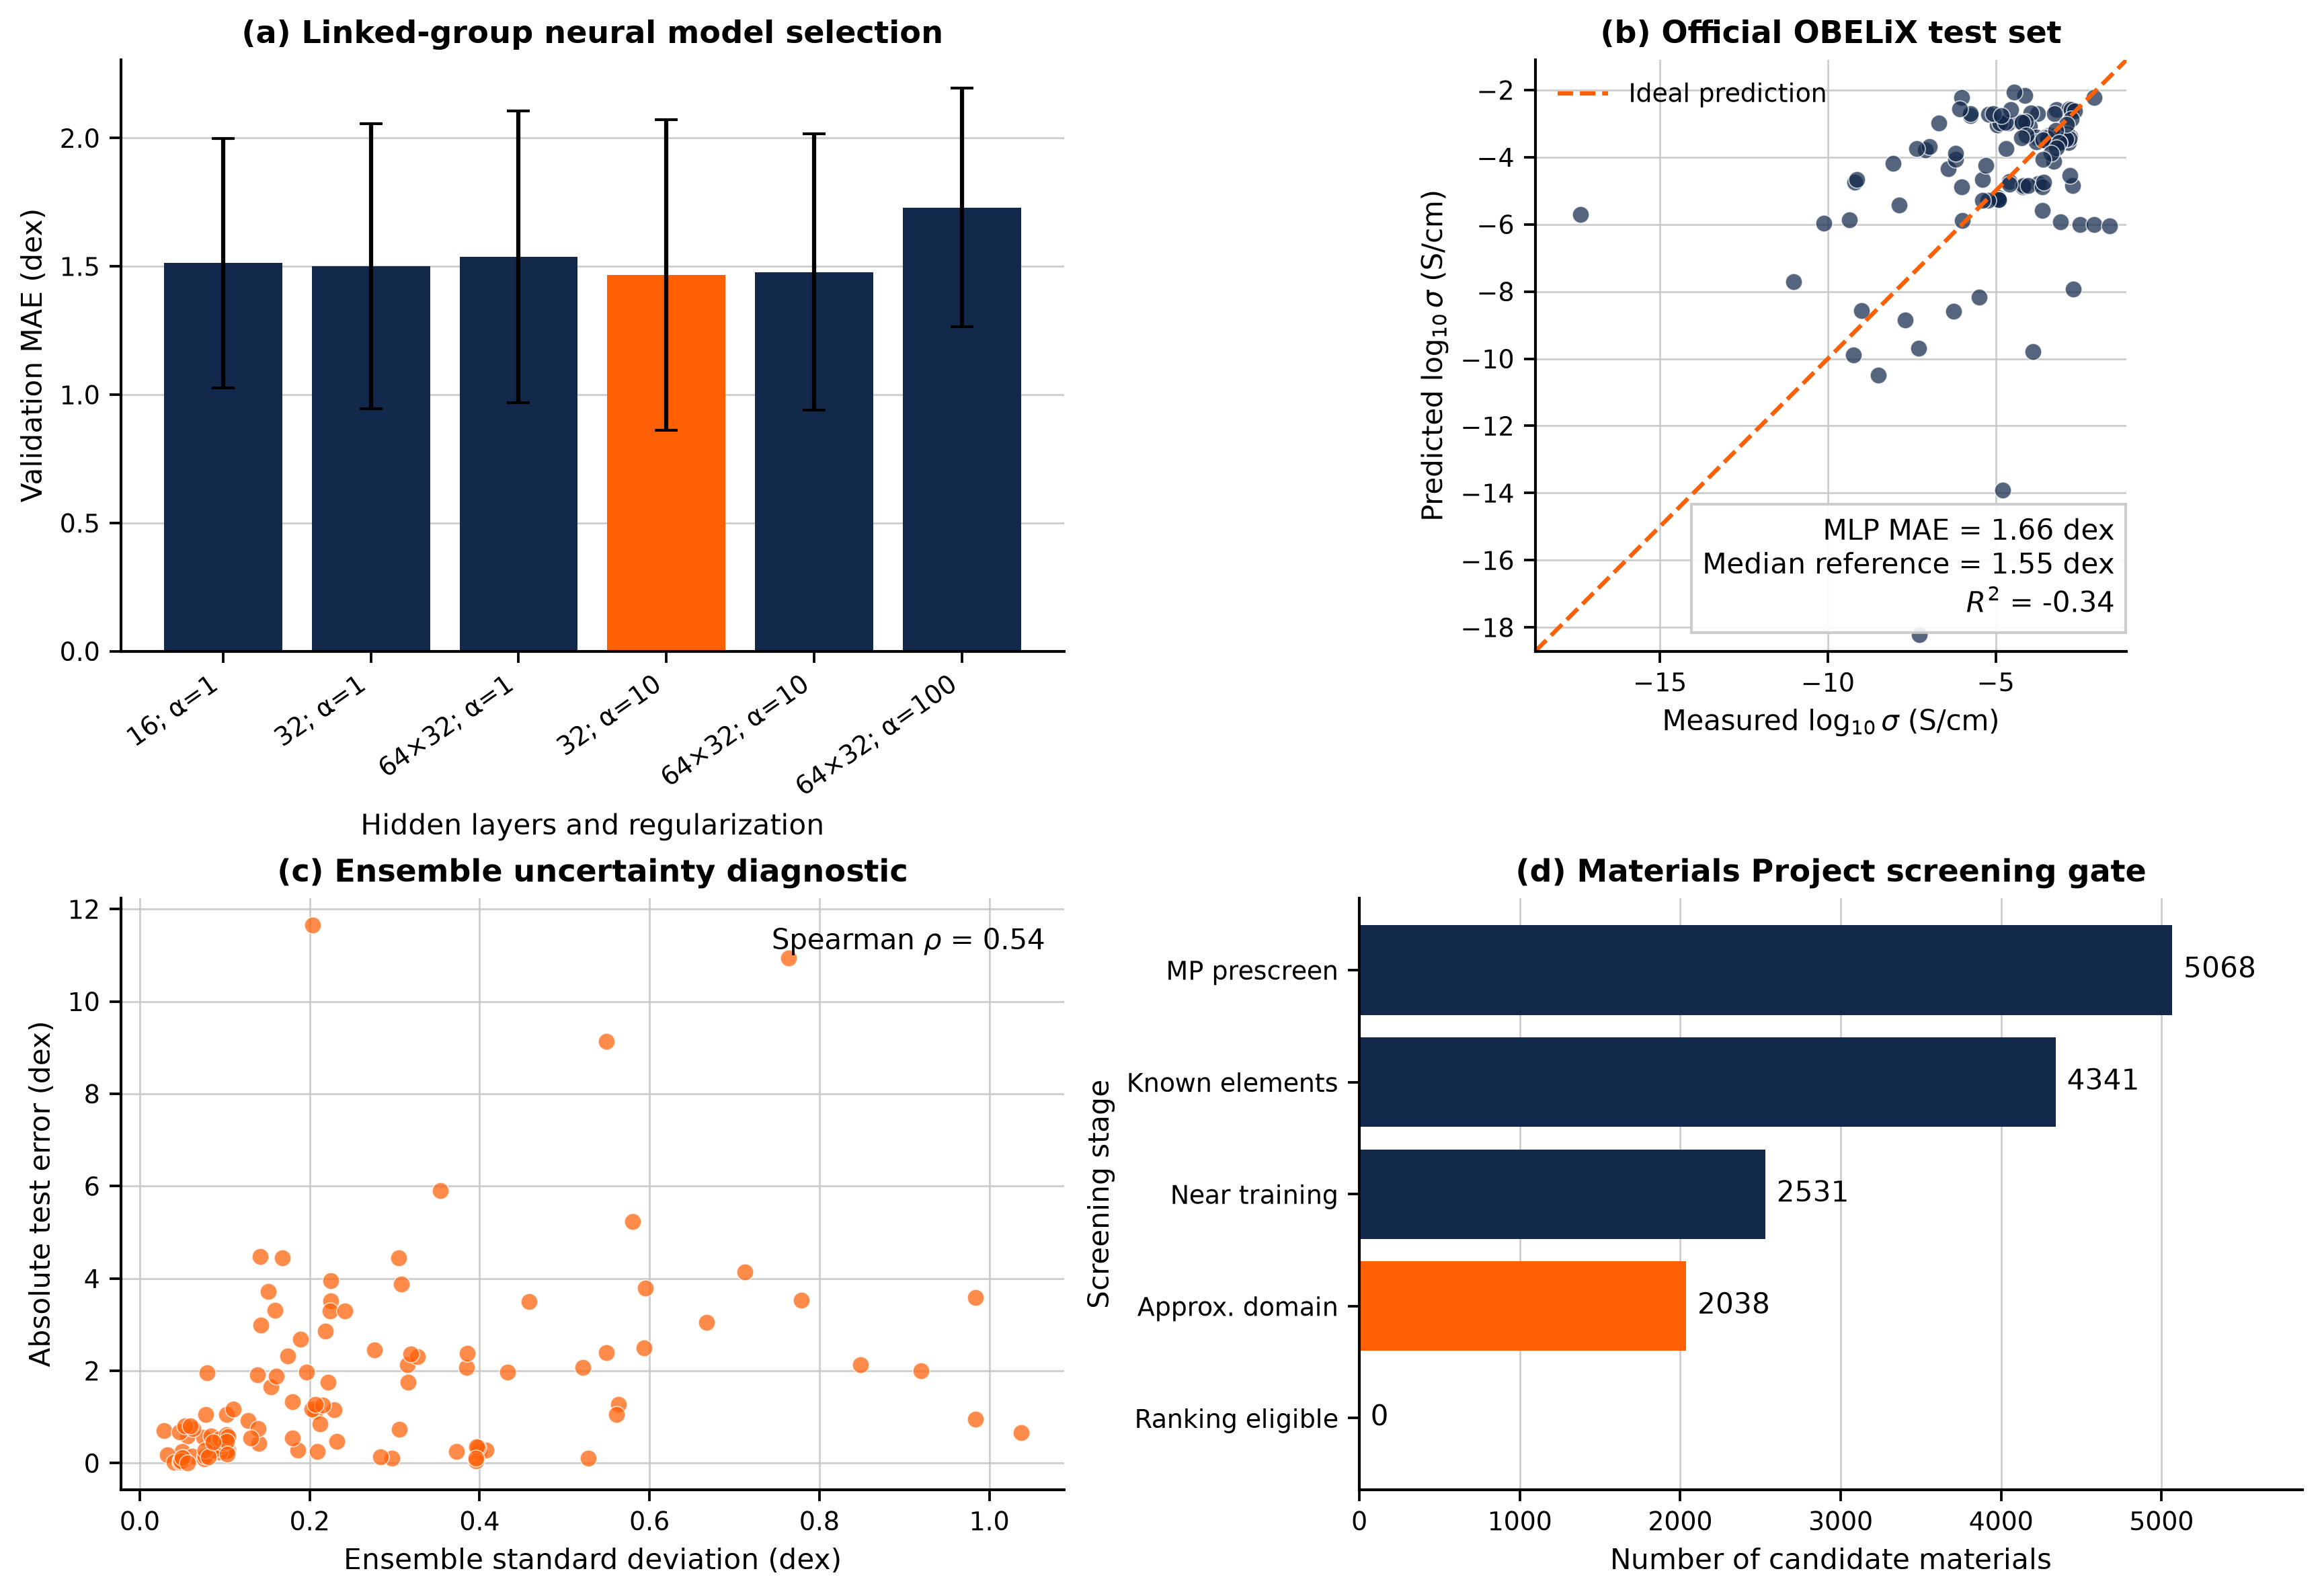 (a) Linked-group neural model selection
Validation MAE (dex)
2.0
1.5
1.0
0.5
0.0
16; α=1
32; α=1
64×32; α=1
32; α=10
64×32; α=10
64×32; α=100
Hidden layers and regularization
(b) Official OBELiX test set
Ideal prediction
Predicted log₁₀ σ (S/cm)
−2
−4
−6
−8
−10
−12
−14
−16
−18
MLP MAE = 1.66 dex
Median reference = 1.55 dex
R² = -0.34
−15
−10
−5
Measured log₁₀ σ (S/cm)
(c) Ensemble uncertainty diagnostic
Spearman ρ = 0.54
Absolute test error (dex)
12
10
8
6
4
2
0
0.0
0.2
0.4
0.6
0.8
1.0
Ensemble standard deviation (dex)
(d) Materials Project screening gate
Screening stage
MP prescreen
5068
Known elements
4341
Near training
2531
Approx. domain
2038
Ranking eligible
0
0
1000
2000
3000
4000
5000
Number of candidate materials